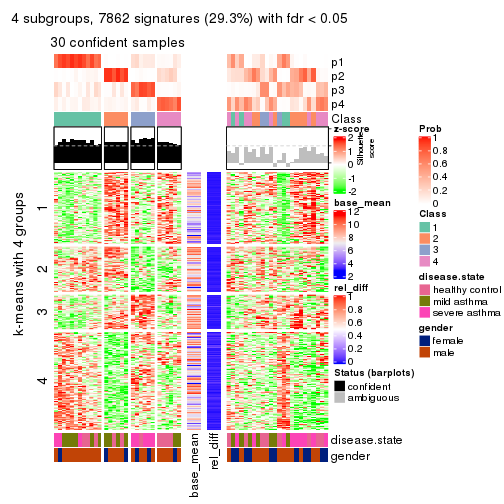 4 subgroups, 7862 signatures (29.3%) with fdr < 0.05
30 confident samples
p1
p2
p3
p4
Class
Silhouette score
k-means with 4 groups
1
2
3
4
base_mean
rel_diff
disease.state
gender
z-score
2
1
0
-1
-2
base_mean
12
10
8
6
4
2
rel_diff
1
0.8
0.6
0.4
0.2
0
Status (barplots)
confident
ambiguous
Prob
1
0.8
0.6
0.4
0.2
0
Class
1
2
3
4
disease.state
healthy control
mild asthma
severe asthma
gender
female
male